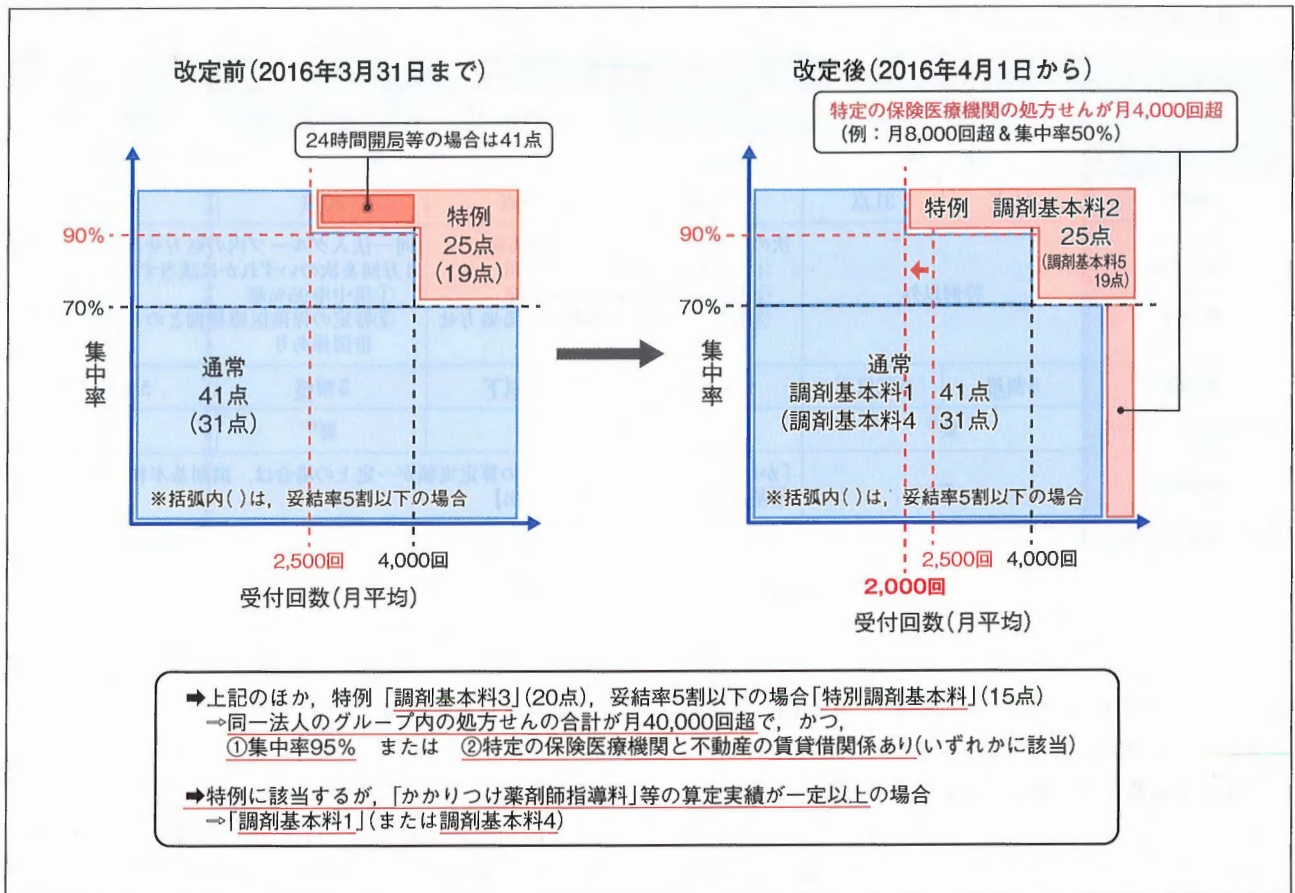 改定前(2016年3月31日まで)
24時間開局等の場合は41点
90%
70%
集中率
特例
25点
(19点)
通常
41点
(31点)
※括弧内( )は，妥結率5割以下の場合
2,500回
4,000回
受付回数(月平均)
改定後(2016年4月1日から)
特定の保険医療機関の処方せんが月4,000回超
(例：月8,000回超＆集中率50%)
90%
70%
集中率
特例 調剤基本料2
25点
(調剤基本料5
19点)
通常
調剤基本料1 41点
(調剤基本料4 31点)
※括弧内( )は，妥結率5割以下の場合
2,500回
4,000回
2,000回
受付回数(月平均)
➡上記のほか，特例「調剤基本料3」(20点)，妥結率5割以下の場合「特別調剤基本料」(15点)
⇨同一法人のグループ内の処方せんの合計が月40,000回超で，かつ，
①集中率95% または ②特定の保険医療機関と不動産の賃貸借関係あり(いずれかに該当)
➡特例に該当するが，「かかりつけ薬剤師指導料」等の算定実績が一定以上の場合
⇨「調剤基本料1」(または調剤基本料4)